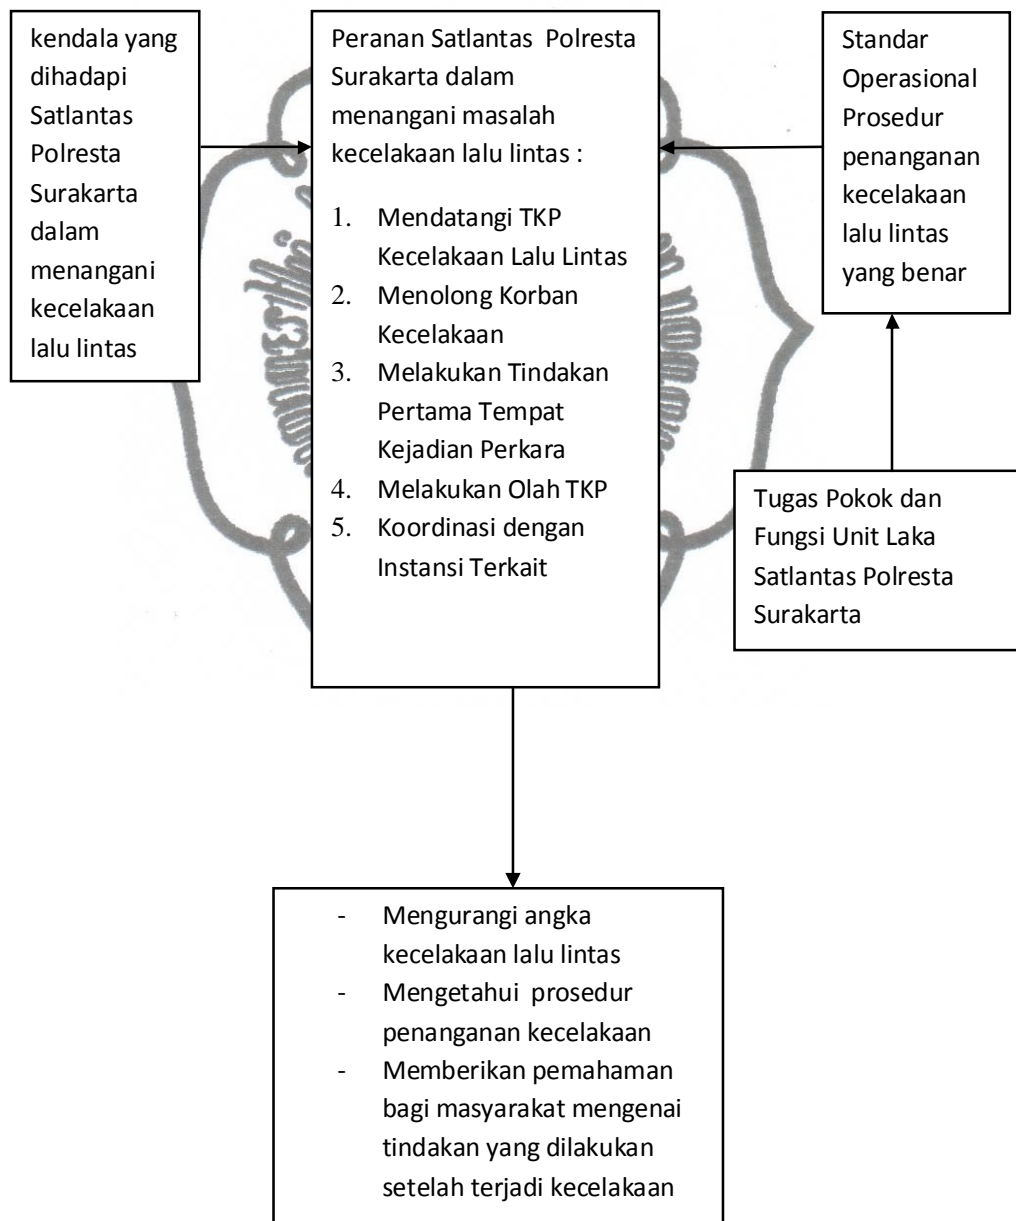 kendala yang
dihadapi
Satlantas
Polresta
Surakarta
dalam
menangani
kecelakaan
lalu lintas
Peranan Satlantas Polresta
Surakarta dalam
menangani masalah
kecelakaan lalu lintas :
1. Mendatangi TKP
Kecelakaan Lalu Lintas
2. Menolong Korban
Kecelakaan
3. Melakukan Tindakan
Pertama Tempat
Kejadian Perkara
4. Melakukan Olah TKP
5. Koordinasi dengan
Instansi Terkait
Standar
Operasional
Prosedur
penanganan
kecelakaan
lalu lintas
yang benar
Tugas Pokok dan
Fungsi Unit Laka
Satlantas Polresta
Surakarta
- Mengurangi angka
kecelakaan lalu lintas
- Mengetahui prosedur
penanganan kecelakaan
- Memberikan pemahaman
bagi masyarakat mengenai
tindakan yang dilakukan
setelah terjadi kecelakaan